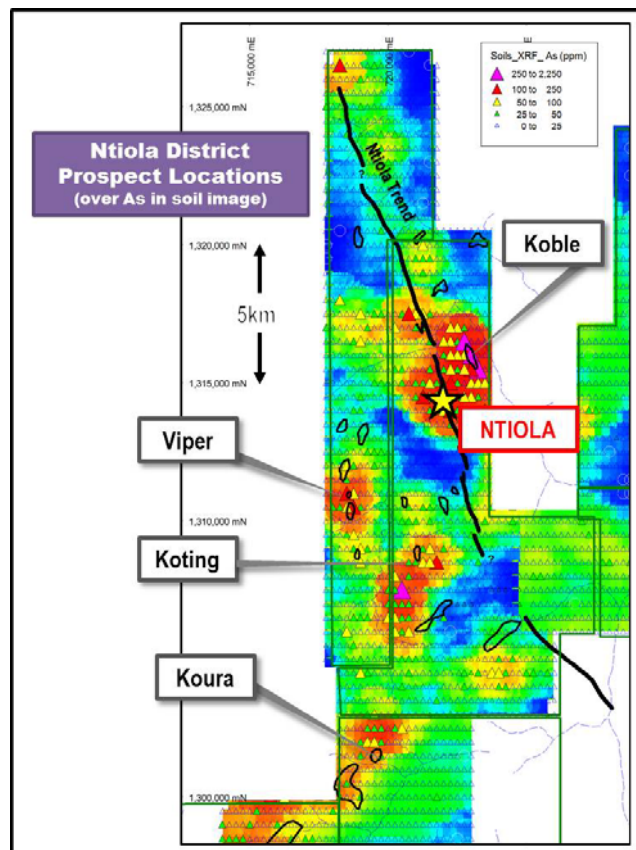 715,000 mE
720,000 mE
Soils_XRF_ As (ppm)
250 to 2,250
100 to 250
50 to 100
25 to 50
0 to 25
1,325,000 mN
Ntiola District
Prospect Locations
(over As in soil image)
?
Ntiola Trend
1,320,000 mN
Koble
5km
1,315,000 mN
NTIOLA
Viper
1,310,000 mN
Koting
?
Koura
1,300,000 mN